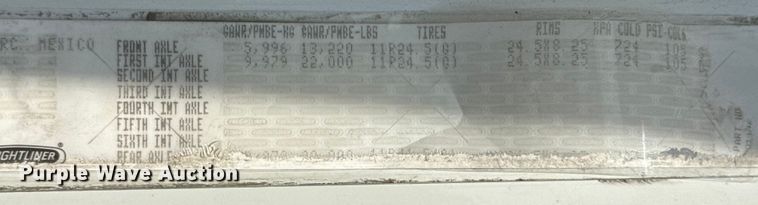 GAWR/PNBE-KG GAWR/PNBE-LBS TIRES RIMS KPA COLD PSI COLD
RC. MEXICO FRONT AXLE 5,996 13,220 11R24.5(G) 24.5X8.25 724 105
FIRST INT AXLE 9,979 22,000 11R24.5(G) 24.5X8.25 724 105
SECOND INT AXLE
THIRD INT AXLE
FOURTH INT AXLE
FIFTH INT AXLE
SIXTH INT AXLE
REAR AXLE
IGHTLINER
PART NO
Purple Wave Auction